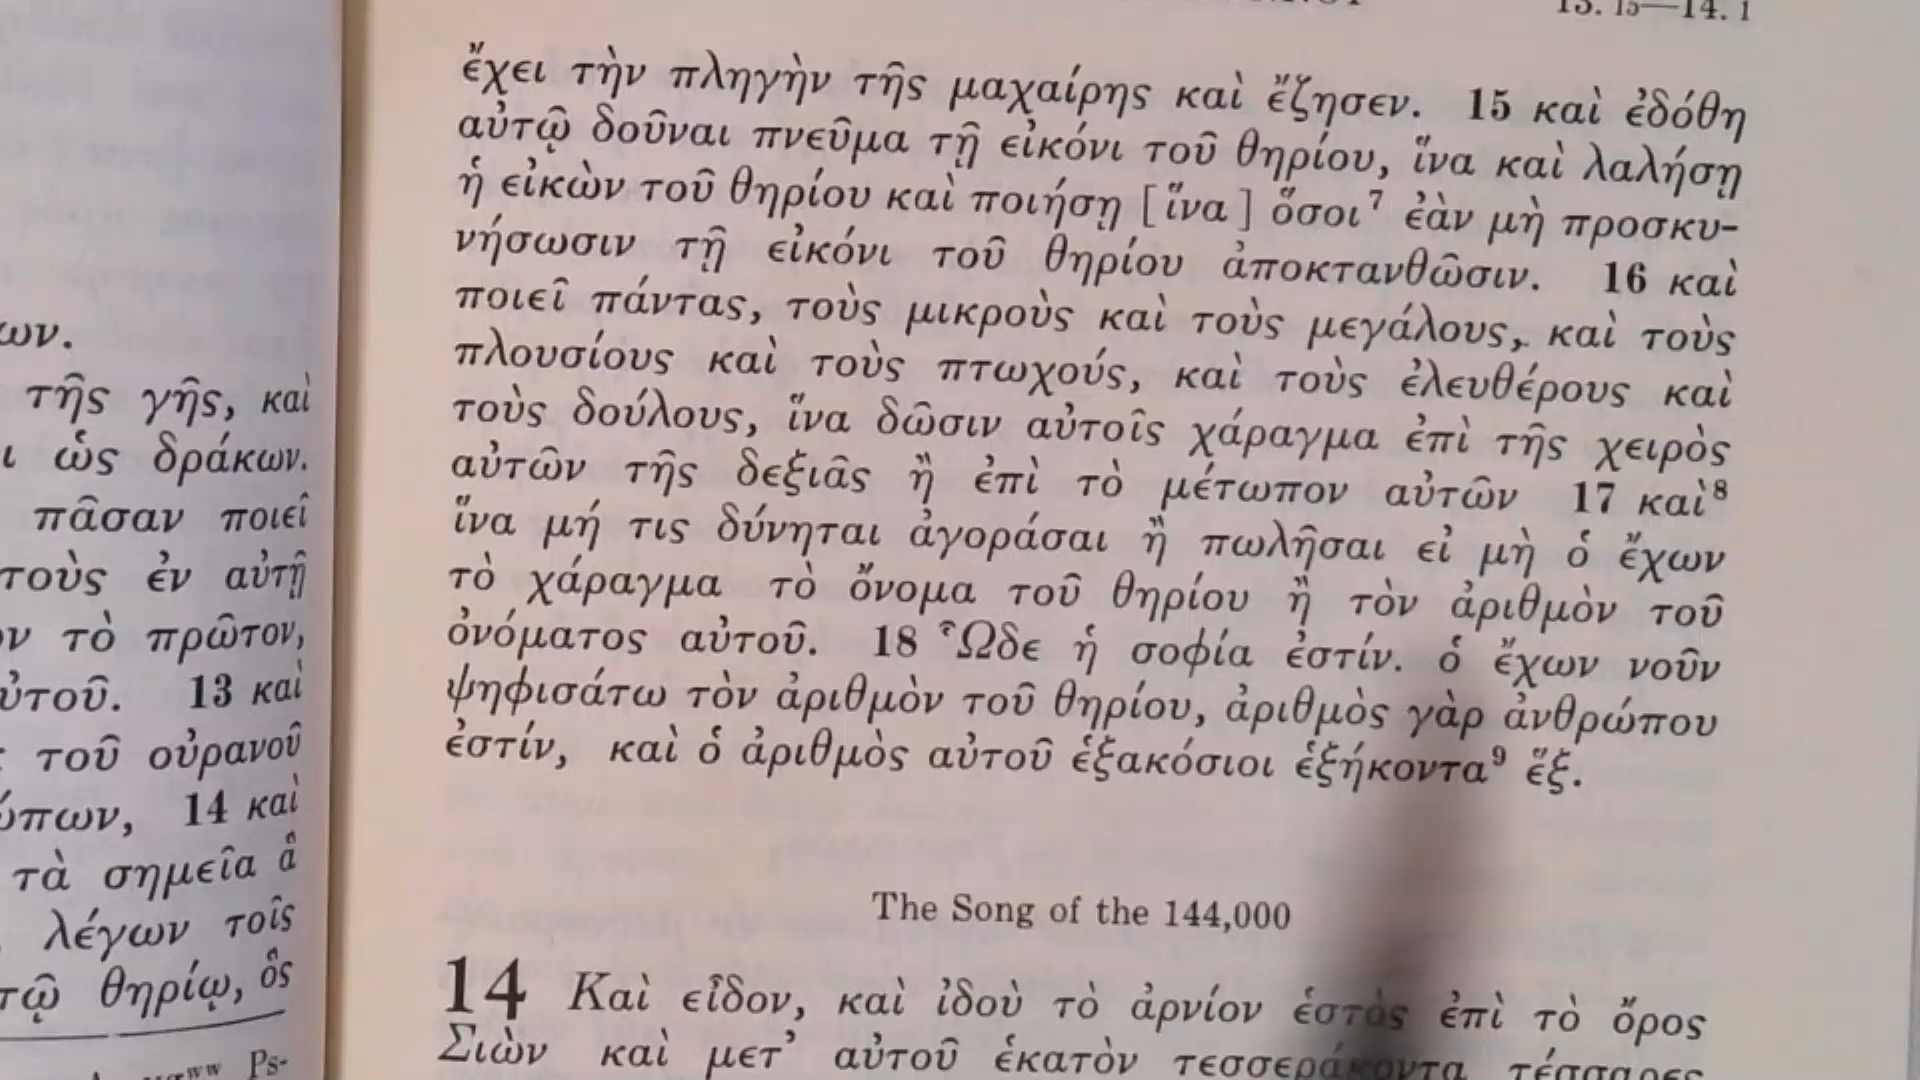 ων.
τῆς γῆς, καὶ
ι ὡς δράκων.
πᾶσαν ποιεῖ
τοὺς ἐν αὐτῇ
ν τὸ πρῶτον,
ὐτοῦ. 13 καὶ
τοῦ οὐρανοῦ
ώπων, 14 καὶ
τὰ σημεῖα ἃ
λέγων τοῖς
τῷ θηρίῳ, ὃς
Ps-
13. 15—14. 1
ἔχει τὴν πληγὴν τῆς μαχαίρης καὶ ἔζησεν. 15 καὶ ἐδόθη
αὐτῷ δοῦναι πνεῦμα τῇ εἰκόνι τοῦ θηρίου, ἵνα καὶ λαλήσῃ
ἡ εἰκὼν τοῦ θηρίου καὶ ποιήσῃ [ἵνα] ὅσοι⁷ ἐὰν μὴ προσκυ-
νήσωσιν τῇ εἰκόνι τοῦ θηρίου ἀποκτανθῶσιν. 16 καὶ
ποιεῖ πάντας, τοὺς μικροὺς καὶ τοὺς μεγάλους, καὶ τοὺς
πλουσίους καὶ τοὺς πτωχούς, καὶ τοὺς ἐλευθέρους καὶ
τοὺς δούλους, ἵνα δῶσιν αὐτοῖς χάραγμα ἐπὶ τῆς χειρὸς
αὐτῶν τῆς δεξιᾶς ἢ ἐπὶ τὸ μέτωπον αὐτῶν 17 καὶ⁸
ἵνα μή τις δύνηται ἀγοράσαι ἢ πωλῆσαι εἰ μὴ ὁ ἔχων
τὸ χάραγμα τὸ ὄνομα τοῦ θηρίου ἢ τὸν ἀριθμὸν τοῦ
ὀνόματος αὐτοῦ. 18 Ὧδε ἡ σοφία ἐστίν. ὁ ἔχων νοῦν
ψηφισάτω τὸν ἀριθμὸν τοῦ θηρίου, ἀριθμὸς γὰρ ἀνθρώπου
ἐστίν, καὶ ὁ ἀριθμὸς αὐτοῦ ἑξακόσιοι ἑξήκοντα⁹ ἕξ.
The Song of the 144,000
14 Καὶ εἶδον, καὶ ἰδοὺ τὸ ἀρνίον ἑστὸς ἐπὶ τὸ ὄρος
Σιὼν καὶ μετ' αὐτοῦ ἑκατὸν τεσσεράκοντα τέσσαρες